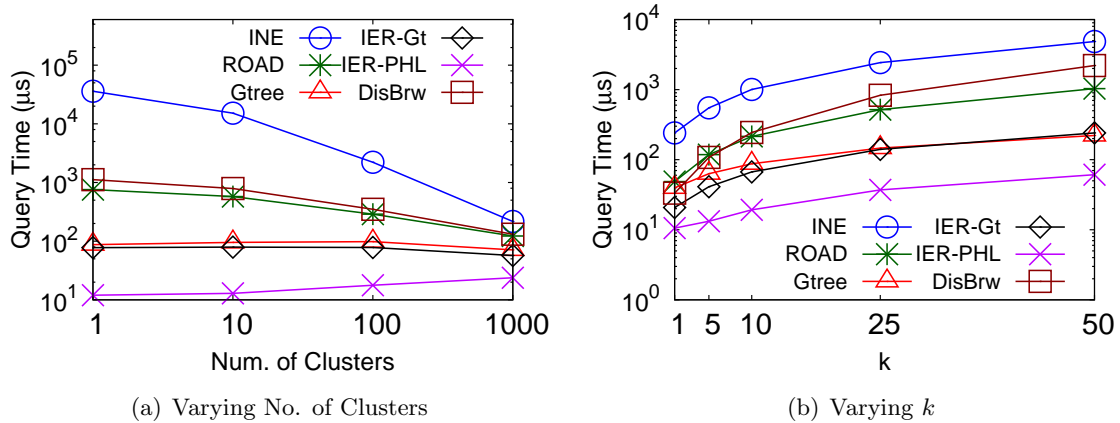 Query Time (μs)
10^5
10^4
10^3
10^2
10^1
INE
IER-Gt
ROAD
IER-PHL
Gtree
DisBrw
1
10
100
1000
Num. of Clusters
(a) Varying No. of Clusters
Query Time (μs)
10^4
10^3
10^2
10^1
10^0
INE
IER-Gt
ROAD
IER-PHL
Gtree
DisBrw
1
5
10
25
50
k
(b) Varying k